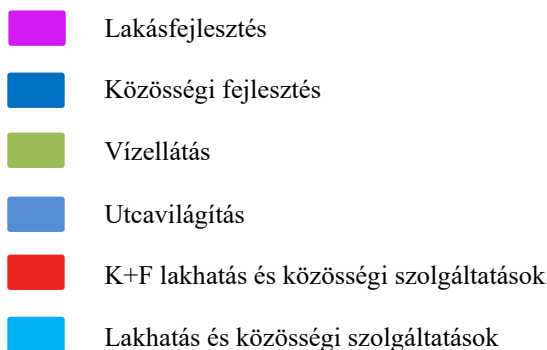 Lakásfejlesztés
Közösségi fejlesztés
Vízellátás
Utcavilágítás
K+F lakhatás és közösségi szolgáltatások
Lakhatás és közösségi szolgáltatások